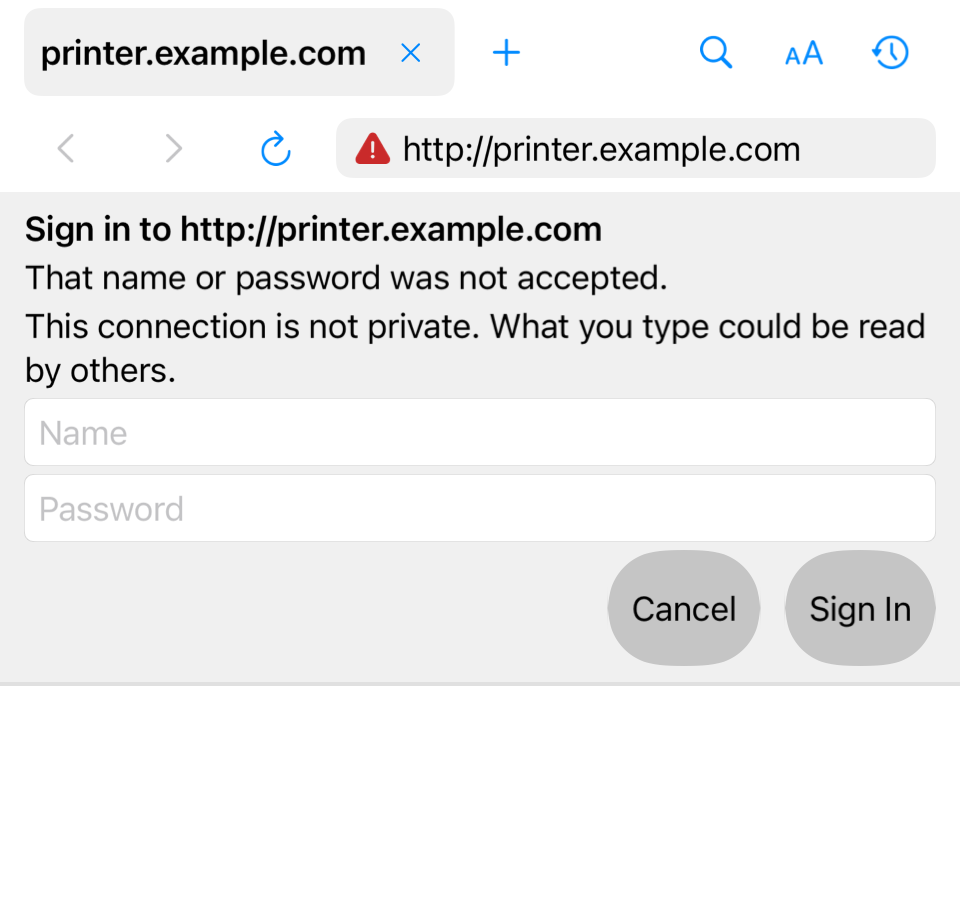 printer.example.com
AA
http://printer.example.com
Sign in to http://printer.example.com
That name or password was not accepted.
This connection is not private. What you type could be read
by others.
Name
Password
Cancel
Sign In